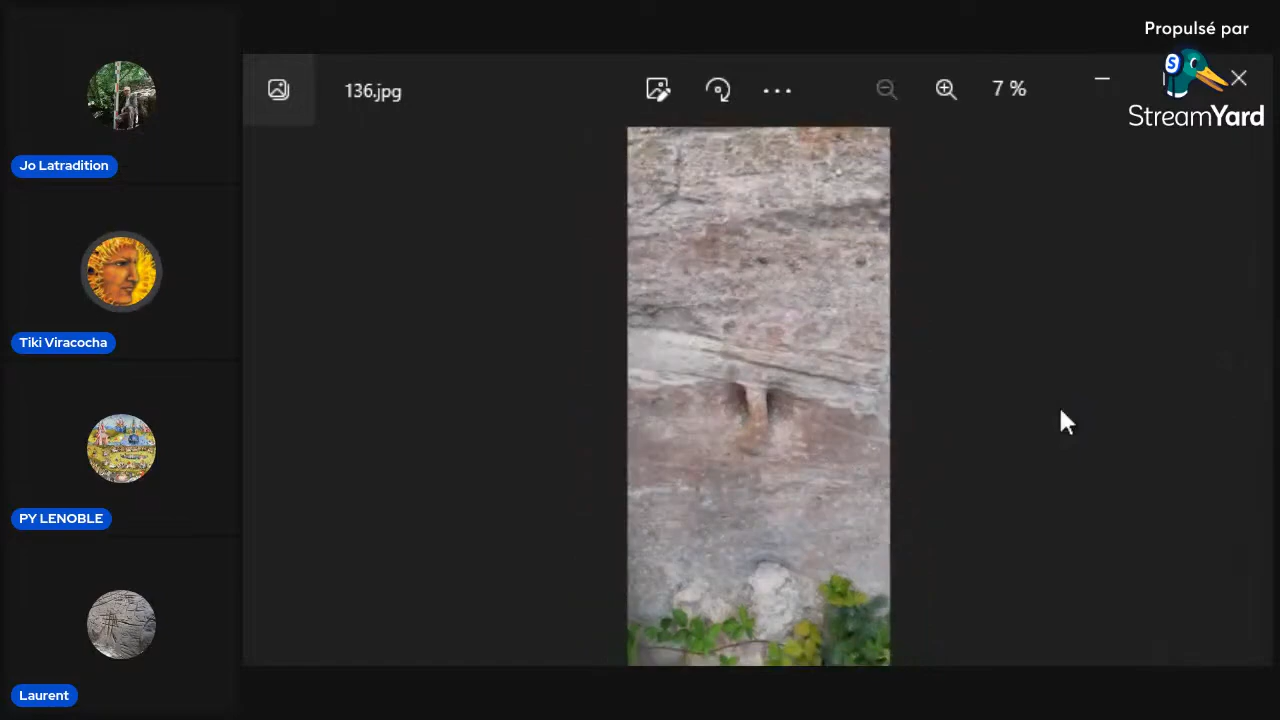 Propulsé par
StreamYard
136.jpg
7 %
Jo Latradition
Tiki Viracocha
PY LENOBLE
Laurent